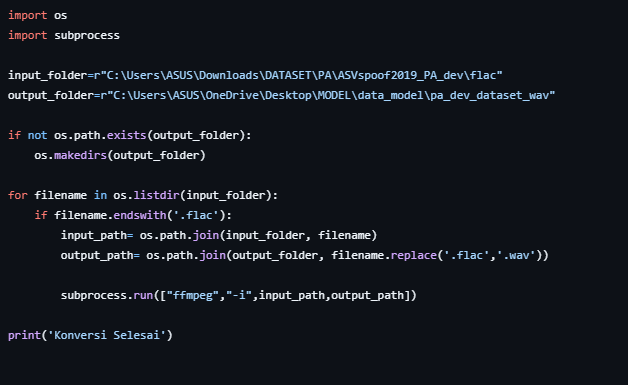 import os
import subprocess

input_folder=r"C:\Users\ASUS\Downloads\DATASET\PA\ASVspoof2019_PA_dev\flac"
output_folder=r"C:\Users\ASUS\OneDrive\Desktop\MODEL\data_model\pa_dev_dataset_wav"

if not os.path.exists(output_folder):
    os.makedirs(output_folder)

for filename in os.listdir(input_folder):
    if filename.endswith('.flac'):
        input_path= os.path.join(input_folder, filename)
        output_path= os.path.join(output_folder, filename.replace('.flac','.wav'))

        subprocess.run(["ffmpeg","-i",input_path,output_path])

print('Konversi Selesai')